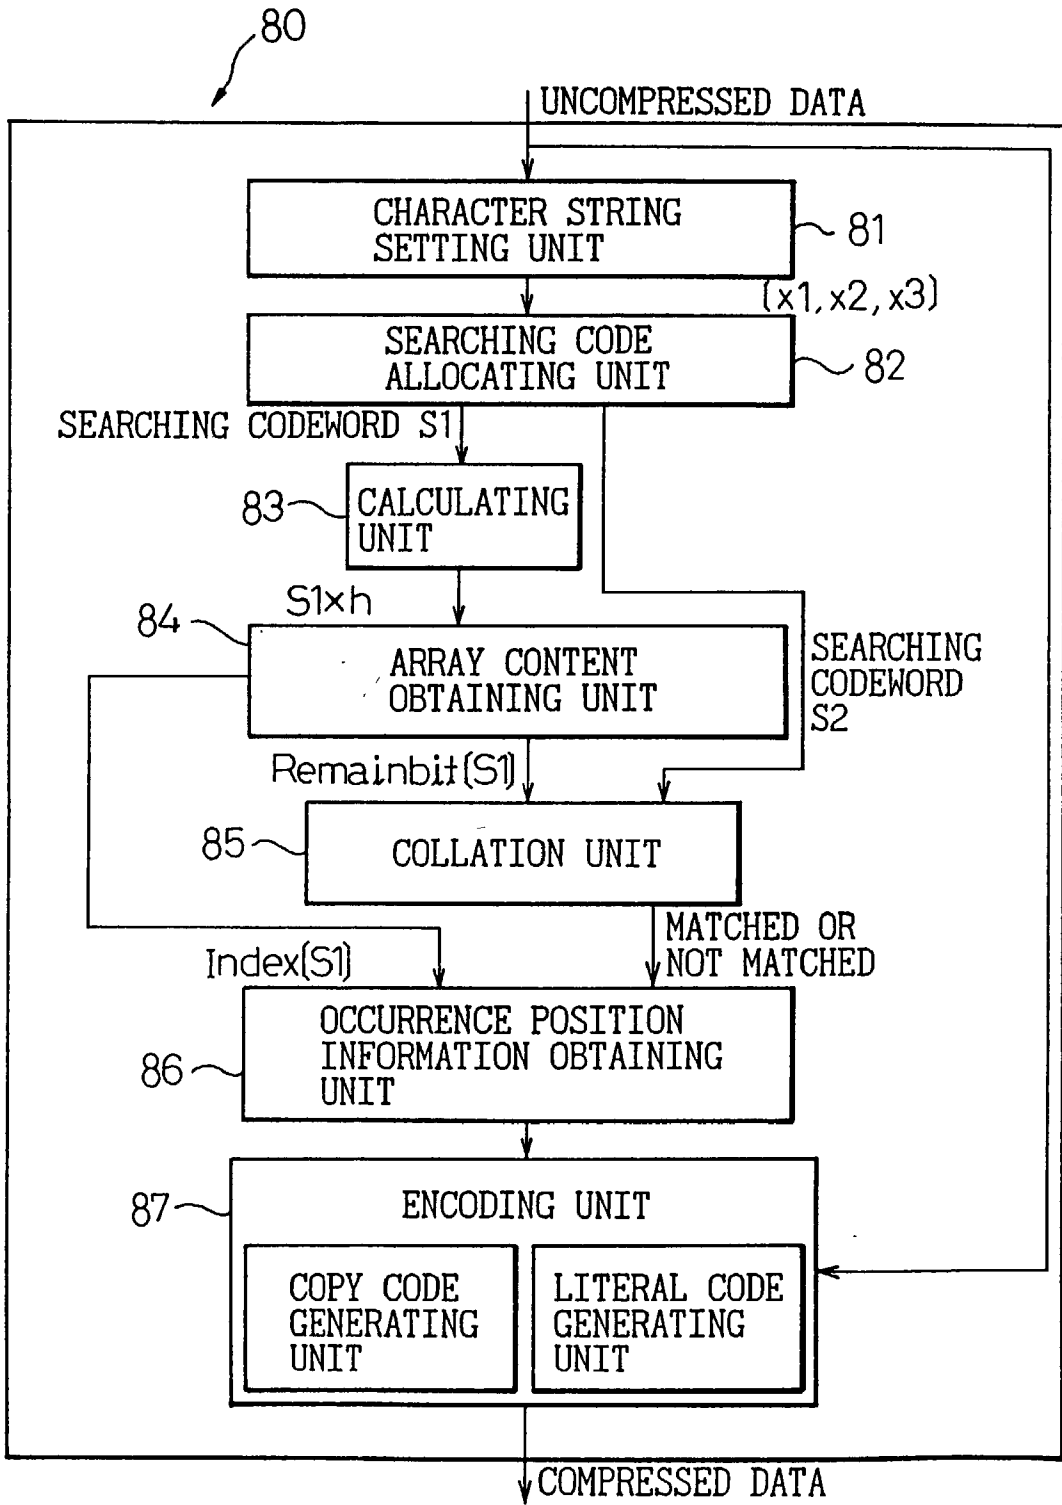 80
UNCOMPRESSED DATA
CHARACTER STRING
SETTING UNIT
81
(x1, x2, x3)
SEARCHING CODE
ALLOCATING UNIT
82
SEARCHING CODEWORD S1
83
CALCULATING
UNIT
S1×h
84
ARRAY CONTENT
OBTAINING UNIT
SEARCHING
CODEWORD
S2
Remainbit(S1)
85
COLLATION UNIT
MATCHED OR
NOT MATCHED
Index(S1)
OCCURRENCE POSITION
INFORMATION OBTAINING
UNIT
86
87
ENCODING UNIT
COPY CODE
GENERATING
UNIT
LITERAL CODE
GENERATING
UNIT
COMPRESSED DATA